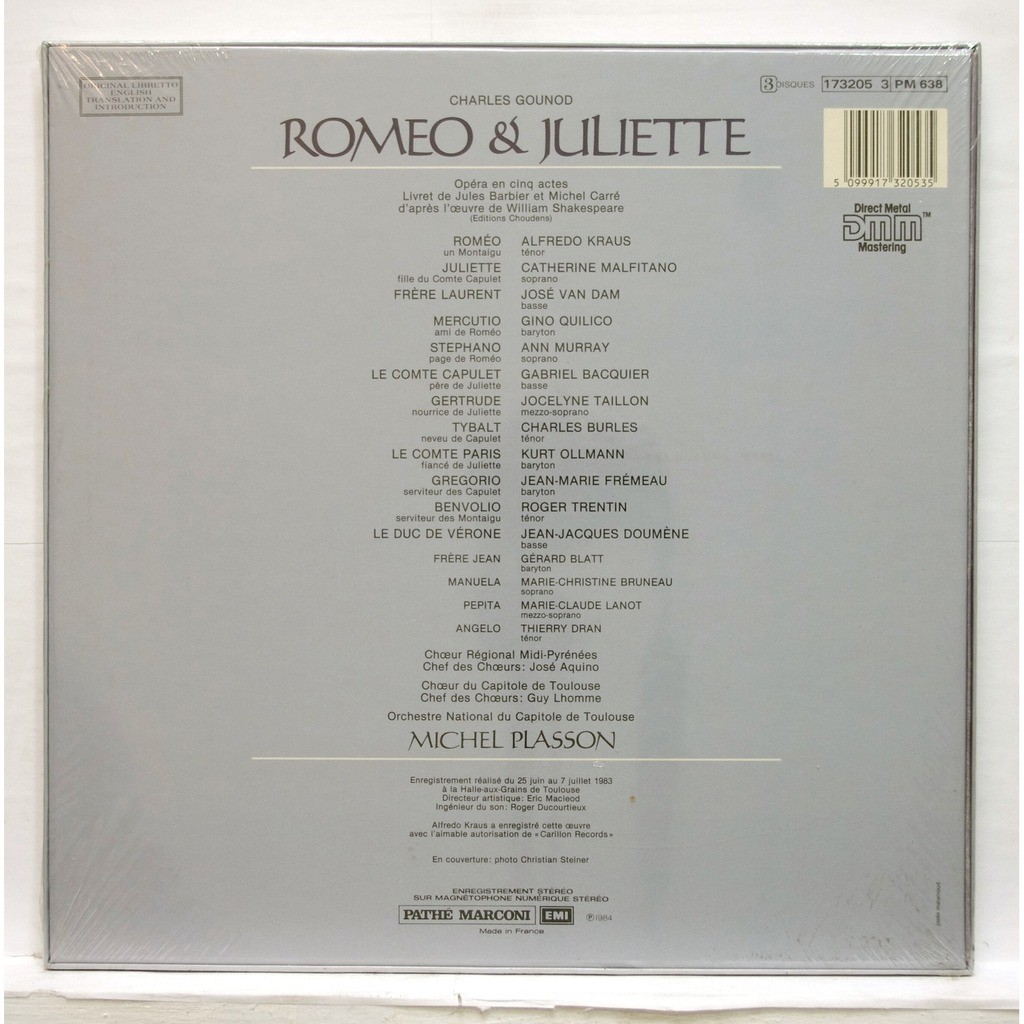 ORIGINAL LIBRETTO
ENGLISH
TRANSLATION AND
INTRODUCTION
3 DISQUES 173205 3 PM 638
CHARLES GOUNOD
ROMEO & JULIETTE
5 099917 320535
Direct Metal
DMM™
Mastering
Opéra en cinq actes
Livret de Jules Barbier et Michel Carré
d'après l'œuvre de William Shakespeare
(Editions Choudens)
ROMÉO ALFREDO KRAUS
un Montaigu ténor
JULIETTE CATHERINE MALFITANO
fille du Comte Capulet soprano
FRÈRE LAURENT JOSÉ VAN DAM
basse
MERCUTIO GINO QUILICO
ami de Roméo baryton
STEPHANO ANN MURRAY
page de Roméo soprano
LE COMTE CAPULET GABRIEL BACQUIER
père de Juliette basse
GERTRUDE JOCELYNE TAILLON
nourrice de Juliette mezzo-soprano
TYBALT CHARLES BURLES
neveu de Capulet ténor
LE COMTE PARIS KURT OLLMANN
fiancé de Juliette baryton
GREGORIO JEAN-MARIE FRÉMEAU
serviteur des Capulet baryton
BENVOLIO ROGER TRENTIN
serviteur des Montaigu ténor
LE DUC DE VÉRONE JEAN-JACQUES DOUMÈNE
basse
FRÈRE JEAN GÉRARD BLATT
baryton
MANUELA MARIE-CHRISTINE BRUNEAU
soprano
PEPITA MARIE-CLAUDE LANOT
mezzo-soprano
ANGELO THIERRY DRAN
ténor
Chœur Régional Midi-Pyrénées
Chef des Chœurs: José Aquino
Chœur du Capitole de Toulouse
Chef des Chœurs: Guy Lhomme
Orchestre National du Capitole de Toulouse
MICHEL PLASSON
Enregistrement réalisé du 25 juin au 7 juillet 1983
à la Halle-aux-Grains de Toulouse
Directeur artistique: Eric Macleod
Ingénieur du son: Roger Ducourtieux
Alfredo Kraus a enregistré cette œuvre
avec l'aimable autorisation de «Carillon Records»
En couverture: photo Christian Steiner
ENREGISTREMENT STÉRÉO
SUR MAGNÉTOPHONE NUMÉRIQUE STÉRÉO
PATHÉ MARCONI EMI ℗1984
Made in France